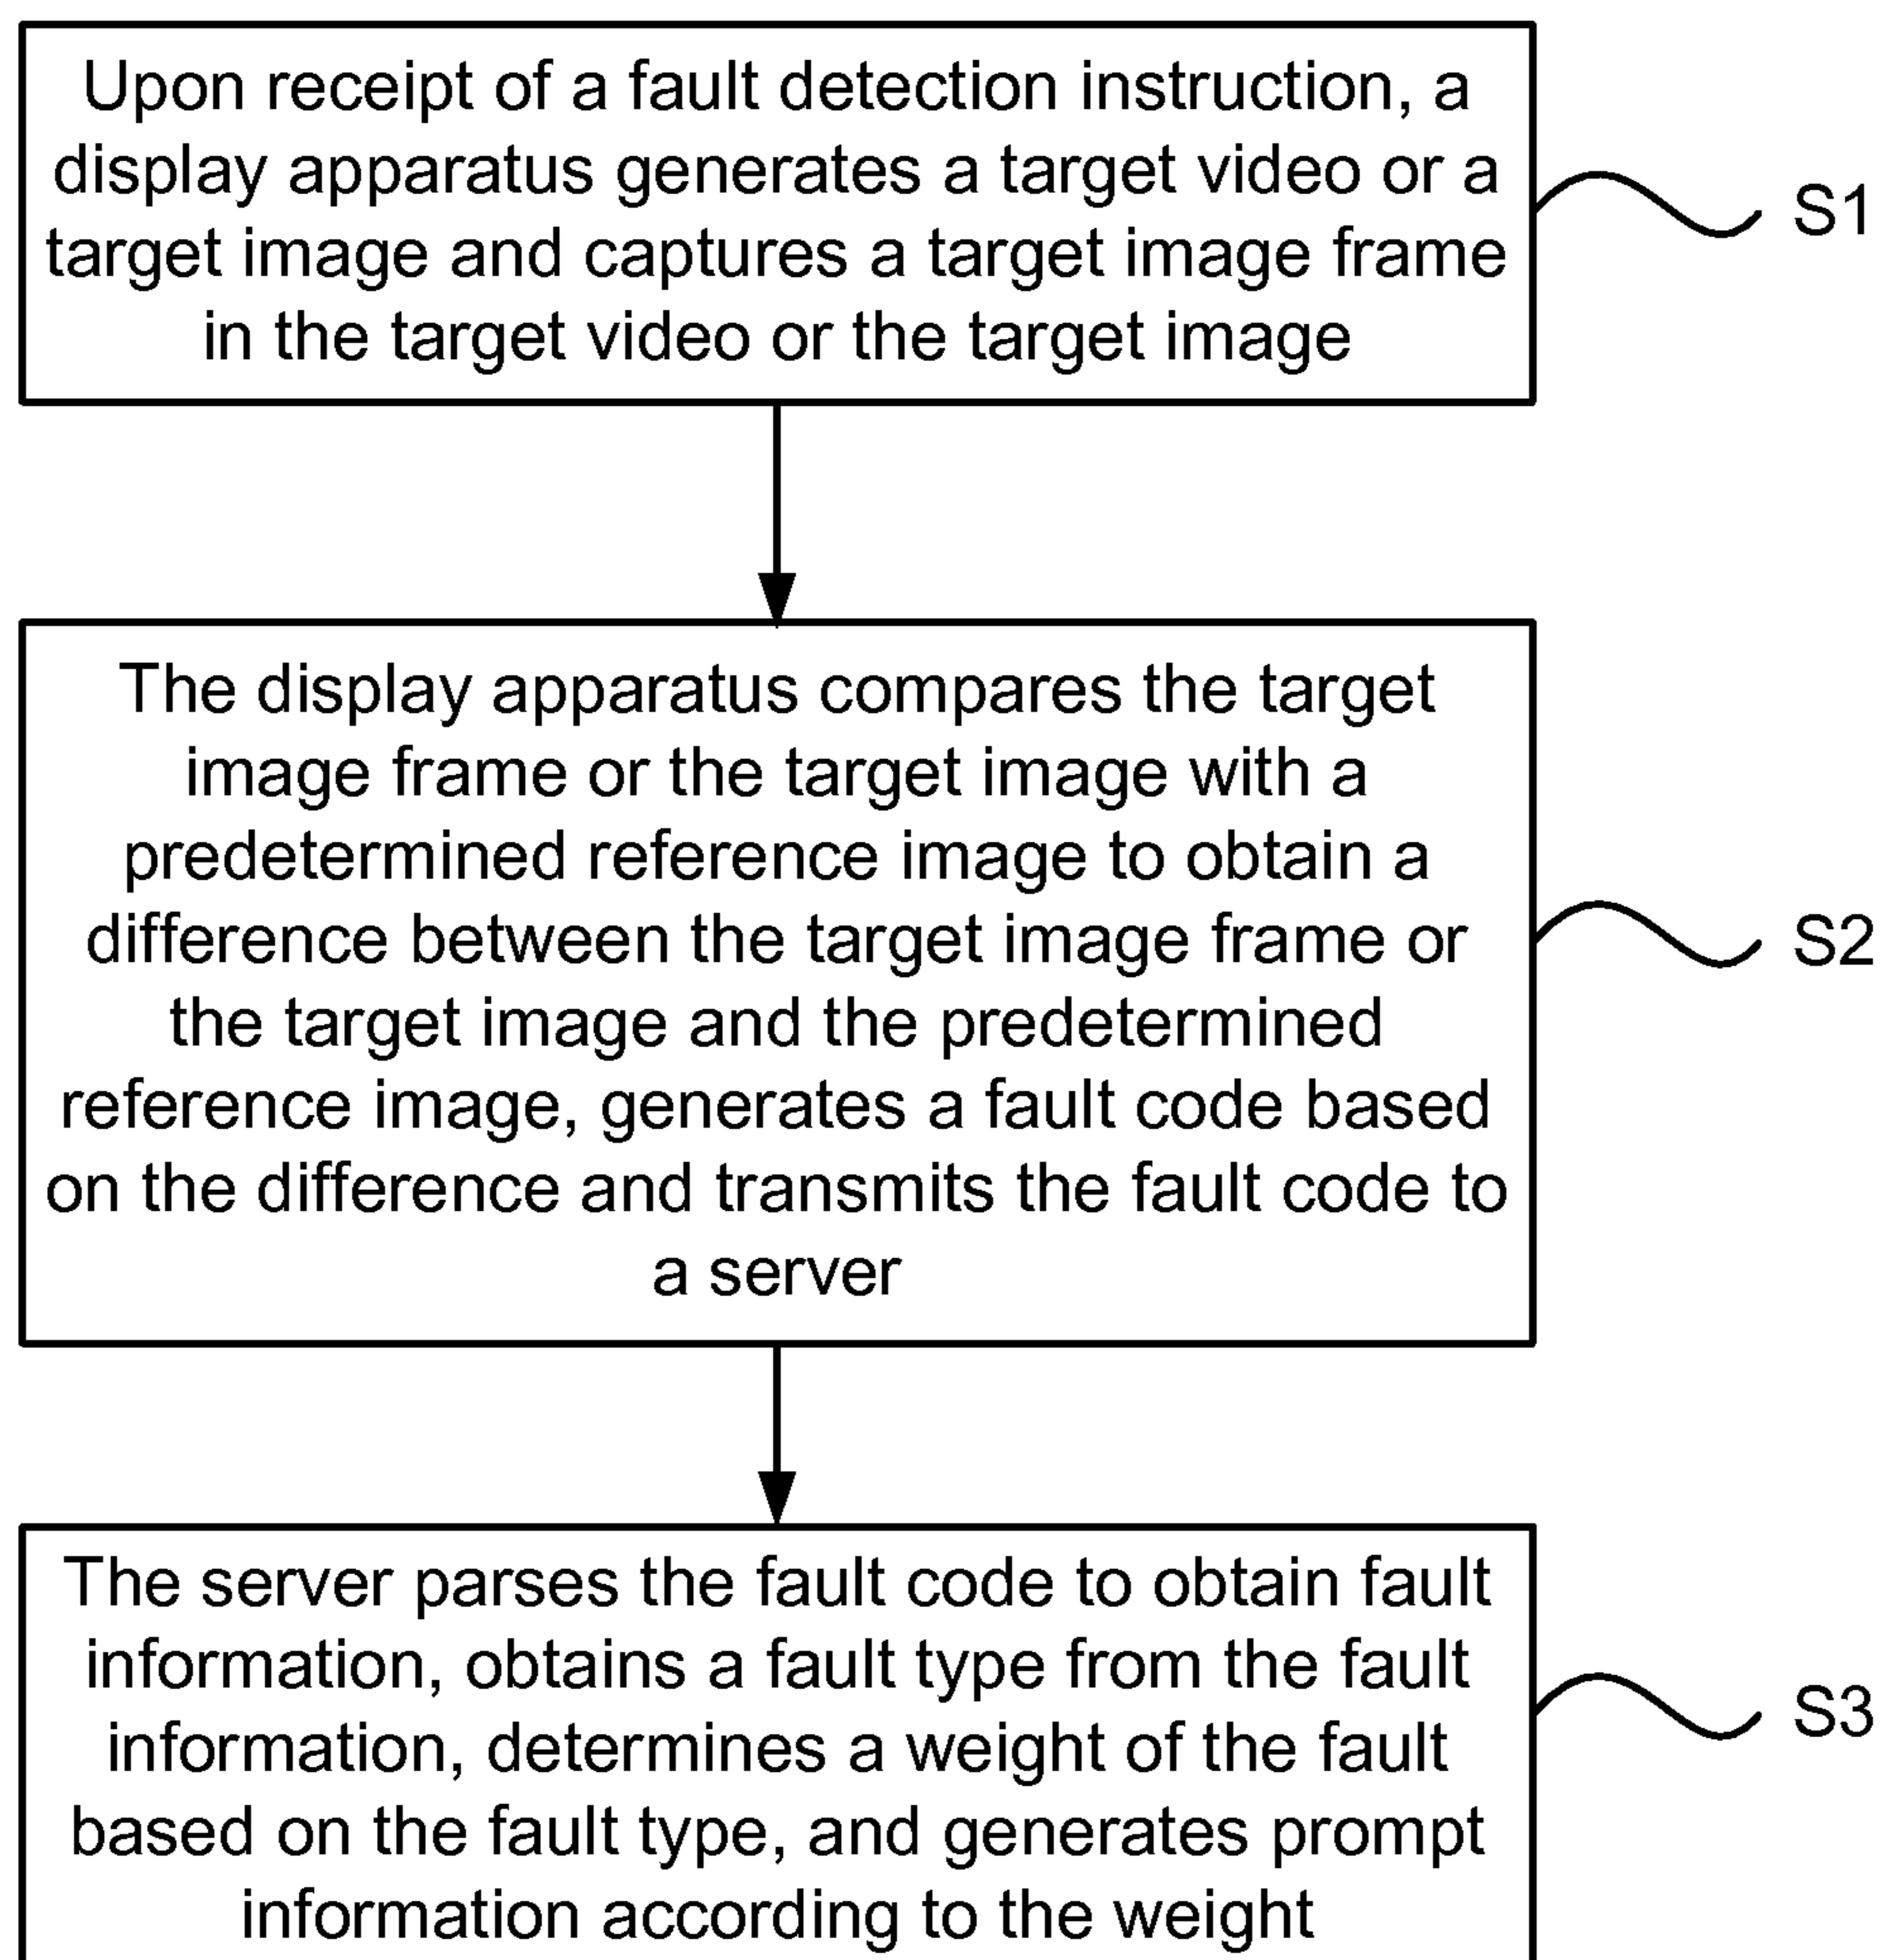 Upon receipt of a fault detection instruction, a
display apparatus generates a target video or a
target image and captures a target image frame
in the target video or the target image
S1
The display apparatus compares the target
image frame or the target image with a
predetermined reference image to obtain a
difference between the target image frame or
the target image and the predetermined
reference image, generates a fault code based
on the difference and transmits the fault code to
a server
S2
The server parses the fault code to obtain fault
information, obtains a fault type from the fault
information, determines a weight of the fault
based on the fault type, and generates prompt
information according to the weight
S3